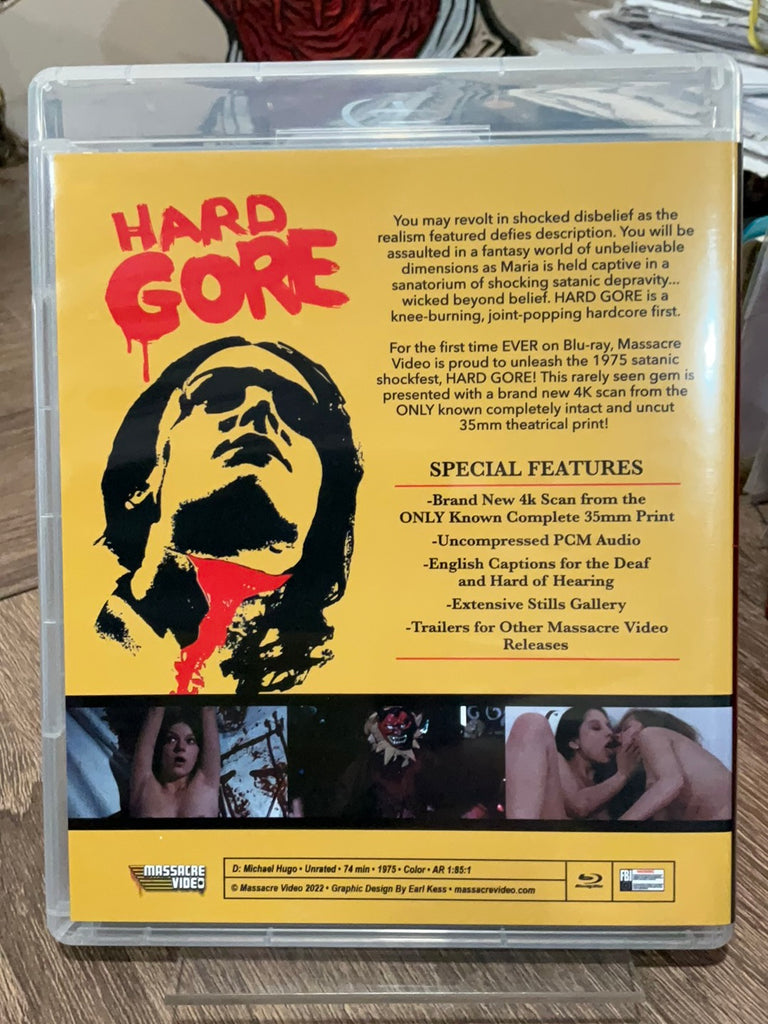 HARD
GORE
You may revolt in shocked disbelief as the
realism featured defies description. You will be
assaulted in a fantasy world of unbelievable
dimensions as Maria is held captive in a
sanatorium of shocking satanic depravity...
wicked beyond belief. HARD GORE is a
knee-burning, joint-popping hardcore first.
For the first time EVER on Blu-ray, Massacre
Video is proud to unleash the 1975 satanic
shockfest, HARD GORE! This rarely seen gem is
presented with a brand new 4K scan from the
ONLY known completely intact and uncut
35mm theatrical print!
SPECIAL FEATURES
-Brand New 4k Scan from the
ONLY Known Complete 35mm Print
-Uncompressed PCM Audio
-English Captions for the Deaf
and Hard of Hearing
-Extensive Stills Gallery
-Trailers for Other Massacre Video
Releases
MASSACRE
VIDEO
D: Michael Hugo • Unrated • 74 min • 1975 • Color • AR 1:85:1
© Massacre Video 2022 • Graphic Design By Earl Kess • massacrevideo.com
Blu-ray Disc
FBI
WARNING